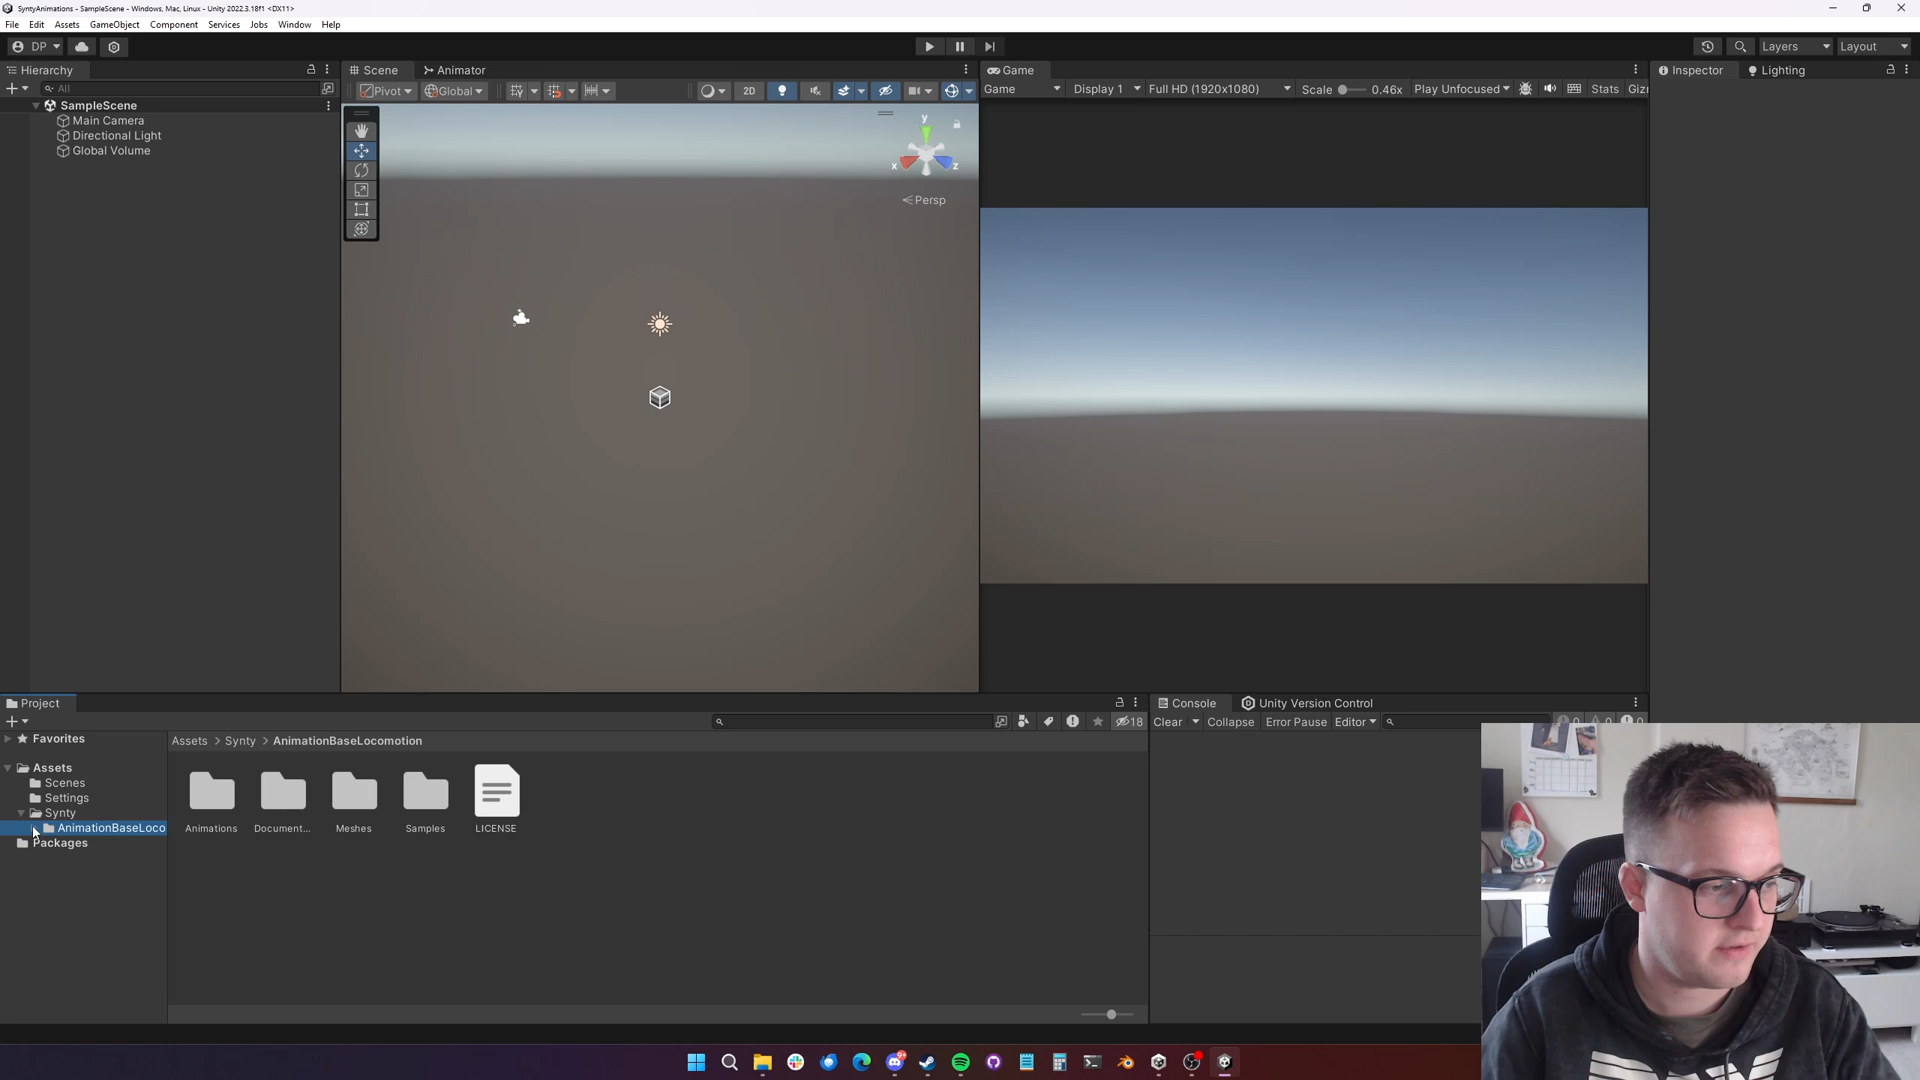 SyntyAnimations - SampleScene - Windows, Mac, Linux - Unity 2022.3.18f1 <DX11>
File Edit Assets GameObject Component Services Jobs Window Help
DP Layers Layout
Hierarchy
All
SampleScene
Main Camera
Directional Light
Global Volume
Scene Animator
Pivot Global 2D
y
x z
Persp
Game
Game Display 1 Full HD (1920x1080) Scale 0.46x Play Unfocused Stats Giz
Inspector Lighting
Project
18
Favorites
Assets
Scenes
Settings
Synty
AnimationBaseLoco
Packages
Assets > Synty > AnimationBaseLocomotion
Animations Document... Meshes Samples LICENSE
Console Unity Version Control
Clear Collapse Error Pause Editor